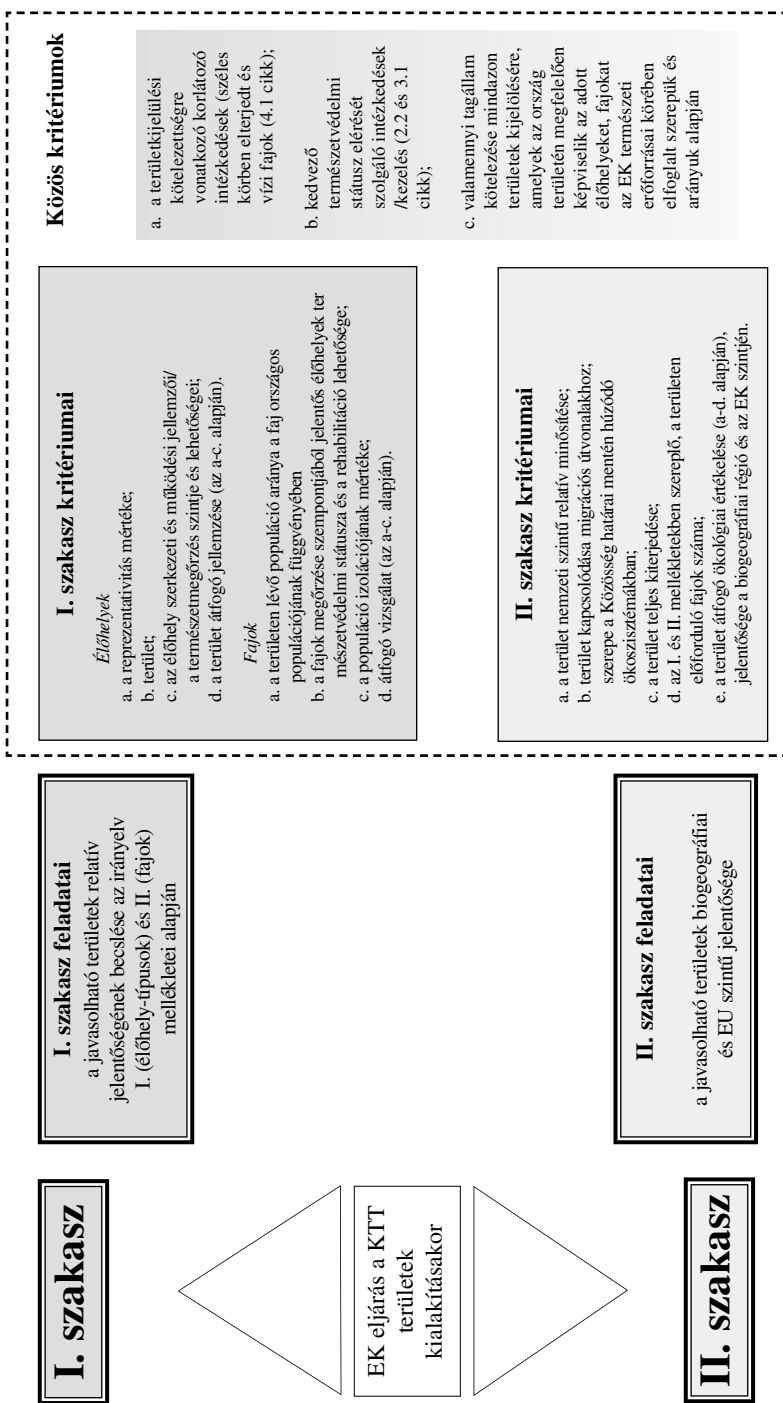 I. szakasz
EK eljárás a KTT
területek
kialakításakor
II. szakasz
I. szakasz feladatai
a javasolható területek relatív
jelentőségének becslése az irányelv
I. (élőhely-típusok) és II. (fajok)
mellékletei alapján
II. szakasz feladatai
a javasolható területek biogeográfiai
és EU szintű jelentősége
I. szakasz kritériumai
Élőhelyek
a. a reprezentativitás mértéke;
b. terület;
c. az élőhely szerkezeti és működési jellemzői/
a természetmegőrzés szintje és lehetőségei;
d. a terület átfogó jellemzése (az a-c. alapján).
Fajok
a. a területen lévő populáció aránya a faj országos
populációjának függvényében
b. a fajok megőrzése szempontjából jelentős élőhelyek ter
mészetvédelmi státusza és a rehabilitáció lehetősége;
c. a populáció izolációjának mértéke;
d. átfogó vizsgálat (az a-c. alapján).
II. szakasz kritériumai
a. a terület nemzeti szintű relatív minősítése;
b. terület kapcsolódása migrációs útvonalakhoz;
szerepe a Közösség határai mentén húzódó
ökoszisztémákban;
c. a terület teljes kiterjedése;
d. az I. és II. mellékletekben szereplő, a területen
előforduló fajok száma;
e. a terület átfogó ökológiai értékelése (a-d. alapján),
jelentősége a biogeográfiai régió és az EK szintjén.
Közös kritériumok
a. a területkijelülési
kötelezettségre
vonatkozó korlátozó
intézkedések (széles
körben elterjedt és
vízi fajok (4.1 cikk);
b. kedvező
természetvédelmi
státusz elérését
szolgáló intézkedések
/kezelés (2.2 és 3.1
cikk);
c. valamennyi tagállam
kötelezése mindazon
területek kijelölésére,
amelyek az ország
területén megfelelően
képviselik az adott
élőhelyeket, fajokat
az EK természeti
erőforrásai körében
elfoglalt szerepük és
arányuk alapján